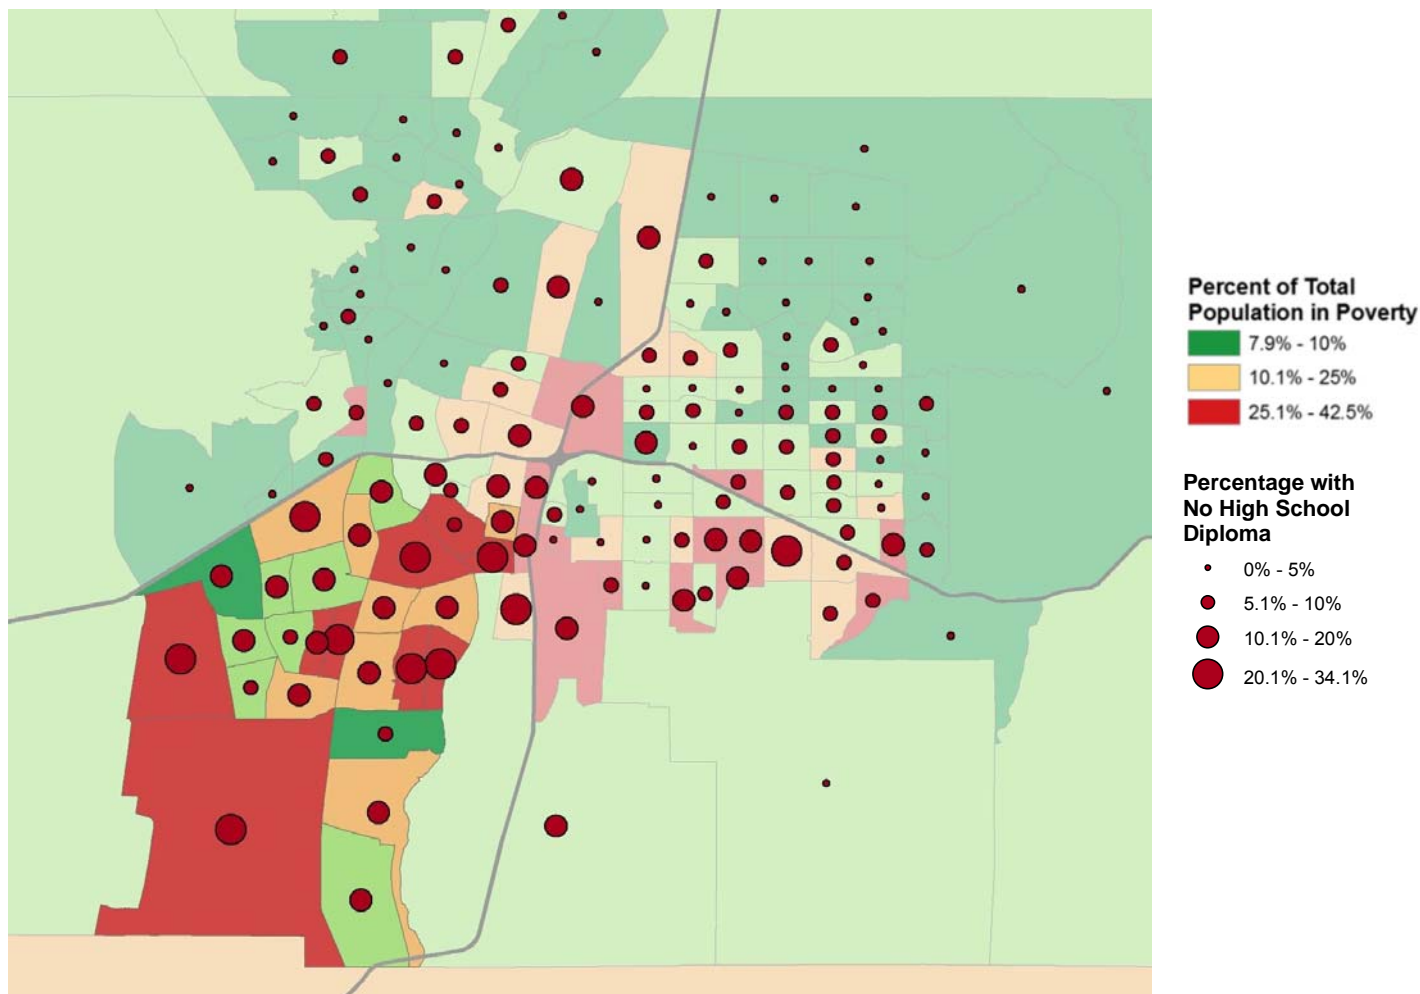 Percent of Total
Population in Poverty
7.9% - 10%
10.1% - 25%
25.1% - 42.5%
Percentage with
No High School
Diploma
0% - 5%
5.1% - 10%
10.1% - 20%
20.1% - 34.1%